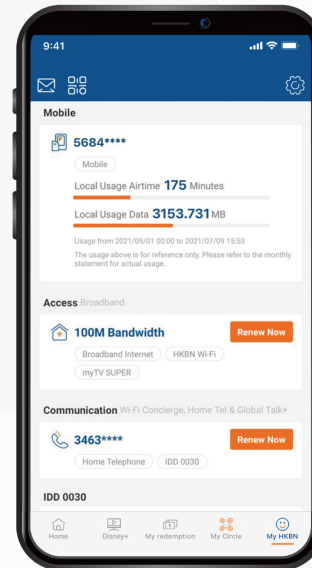 9:41
Mobile
5684****
Mobile
Local Usage Airtime 175 Minutes
Local Usage Data 3153.731 MB
Usage from 2021/09/01 00:00 to 2021/07/09 15:53
The usage above is for reference only. Please refer to the monthly
statement for actual usage.
Access Broadband
100M Bandwidth
Renew Now
Broadband Internet
HKBN Wi-Fi
myTV SUPER
Communication Wi-Fi Concierge, Home Tel & Global Talk+
3463****
Renew Now
Home Telephone
IDD 0030
IDD 0030
Home
Disney+
My redemption
My Circle
My HKBN